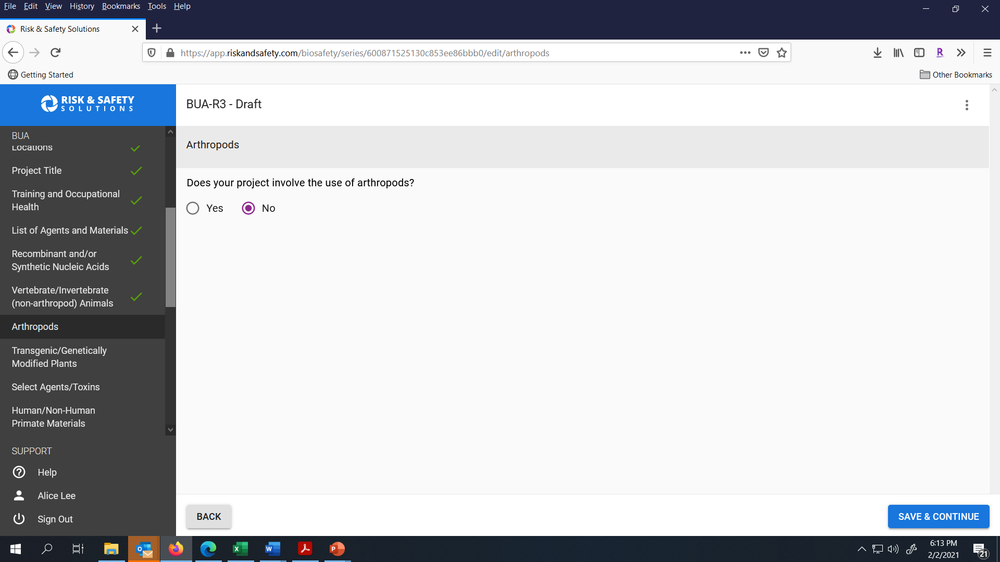 File Edit View History Bookmarks Tools Help
Risk & Safety Solutions
https://app.riskandsafety.com/biosafety/series/600871525130c853ee86bbb0/edit/arthropods
Getting Started
Other Bookmarks
RISK & SAFETY
SOLUTIONS
BUA
Locations
Project Title
Training and Occupational
Health
List of Agents and Materials
Recombinant and/or
Synthetic Nucleic Acids
Vertebrate/Invertebrate
(non-arthropod) Animals
Arthropods
Transgenic/Genetically
Modified Plants
Select Agents/Toxins
Human/Non-Human
Primate Materials
SUPPORT
Help
Alice Lee
Sign Out
BUA-R3 - Draft
Arthropods
Does your project involve the use of arthropods?
Yes No
BACK
SAVE & CONTINUE
6:13 PM
2/2/2021
21